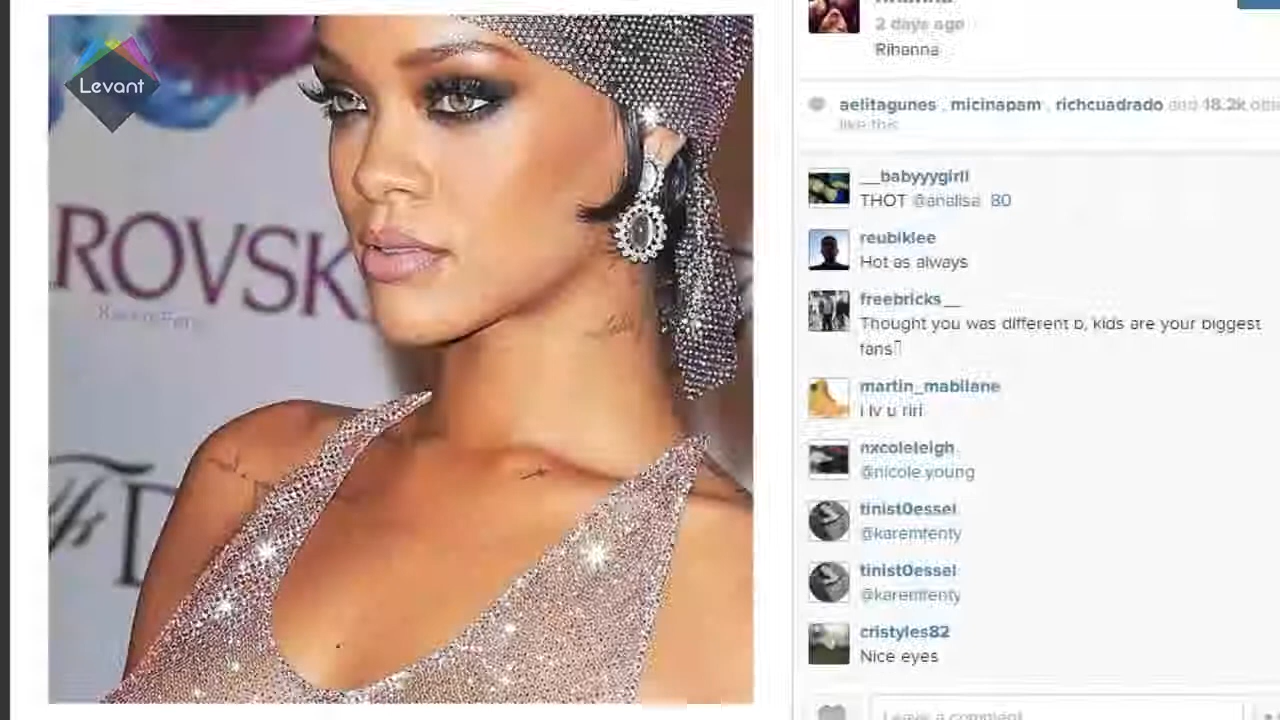 Levant
ROVSK
2 days ago
Rihanna
aelitagunes , micinapam , richcuadrado and 18.2k
like this.
__babyyygirll
THOT @analisa_80
reubiklee
Hot as always
freebricks__
Thought you was different b, kids are your biggest
fans
martin_mabilane
i lv u riri
nxcoleleigh
@nicole.young
tinist0essel
@karemfenty
tinist0essel
@karemfenty
cristyles82
Nice eyes
Leave a comment